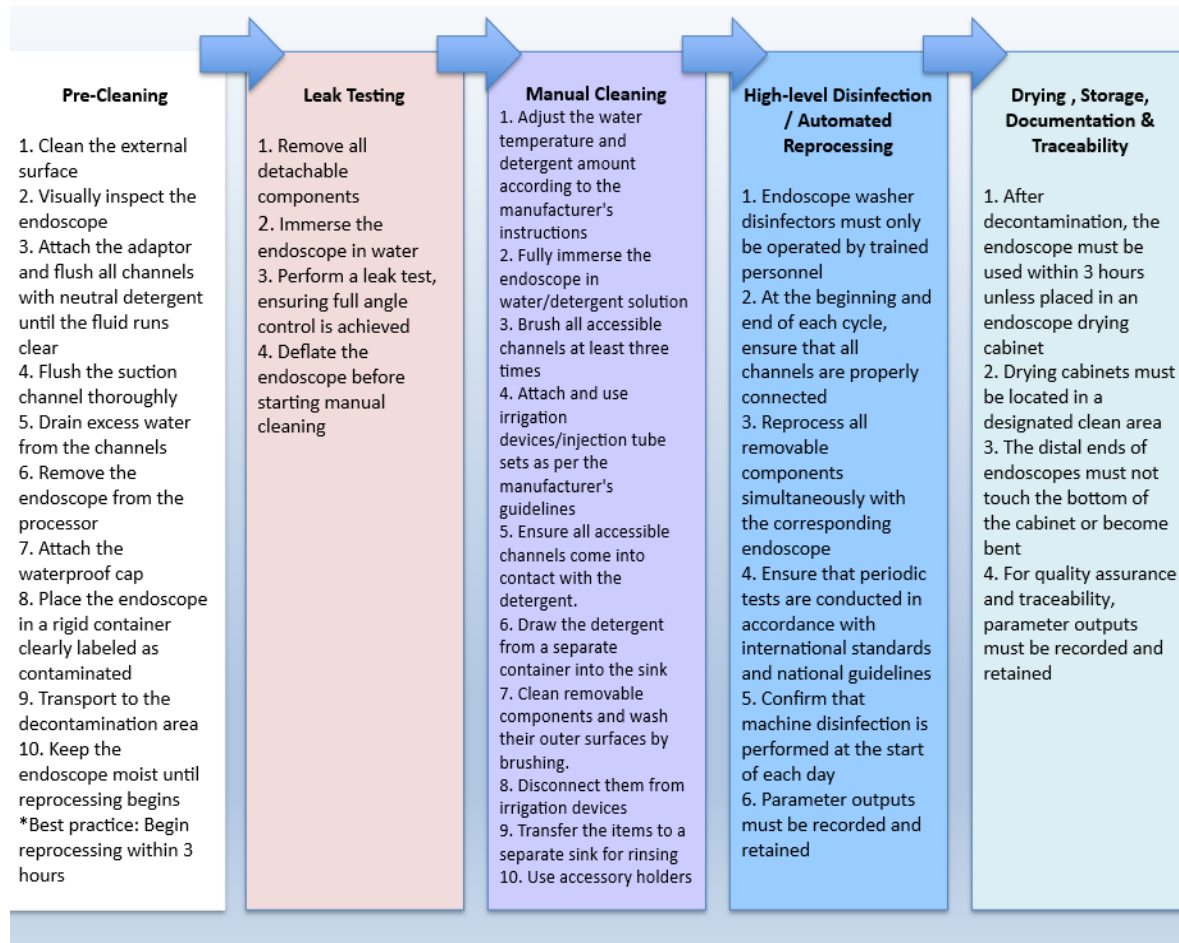 Pre-Cleaning
1. Clean the external
surface
2. Visually inspect the
endoscope
3. Attach the adaptor
and flush all channels
with neutral detergent
until the fluid runs
clear
4. Flush the suction
channel thoroughly
5. Drain excess water
from the channels
6. Remove the
endoscope from the
processor
7. Attach the
waterproof cap
8. Place the endoscope
in a rigid container
clearly labeled as
contaminated
9. Transport to the
decontamination area
10. Keep the
endoscope moist until
reprocessing begins
*Best practice: Begin
reprocessing within 3
hours
Leak Testing
1. Remove all
detachable
components
2. Immerse the
endoscope in water
3. Perform a leak test,
ensuring full angle
control is achieved
4. Deflate the
endoscope before
starting manual
cleaning
Manual Cleaning
1. Adjust the water
temperature and
detergent amount
according to the
manufacturer's
instructions
2. Fully immerse the
endoscope in
water/detergent solution
3. Brush all accessible
channels at least three
times
4. Attach and use
irrigation
devices/injection tube
sets as per the
manufacturer's
guidelines
5. Ensure all accessible
channels come into
contact with the
detergent.
6. Draw the detergent
from a separate
container into the sink
7. Clean removable
components and wash
their outer surfaces by
brushing.
8. Disconnect them from
irrigation devices
9. Transfer the items to a
separate sink for rinsing
10. Use accessory holders
High-level Disinfection
/ Automated
Reprocessing
1. Endoscope washer
disinfectors must only
be operated by trained
personnel
2. At the beginning and
end of each cycle,
ensure that all
channels are properly
connected
3. Reprocess all
removable
components
simultaneously with
the corresponding
endoscope
4. Ensure that periodic
tests are conducted in
accordance with
international standards
and national guidelines
5. Confirm that
machine disinfection is
performed at the start
of each day
6. Parameter outputs
must be recorded and
retained
Drying , Storage,
Documentation &
Traceability
1. After
decontamination, the
endoscope must be
used within 3 hours
unless placed in an
endoscope drying
cabinet
2. Drying cabinets must
be located in a
designated clean area
3. The distal ends of
endoscopes must not
touch the bottom of
the cabinet or become
bent
4. For quality assurance
and traceability,
parameter outputs
must be recorded and
retained